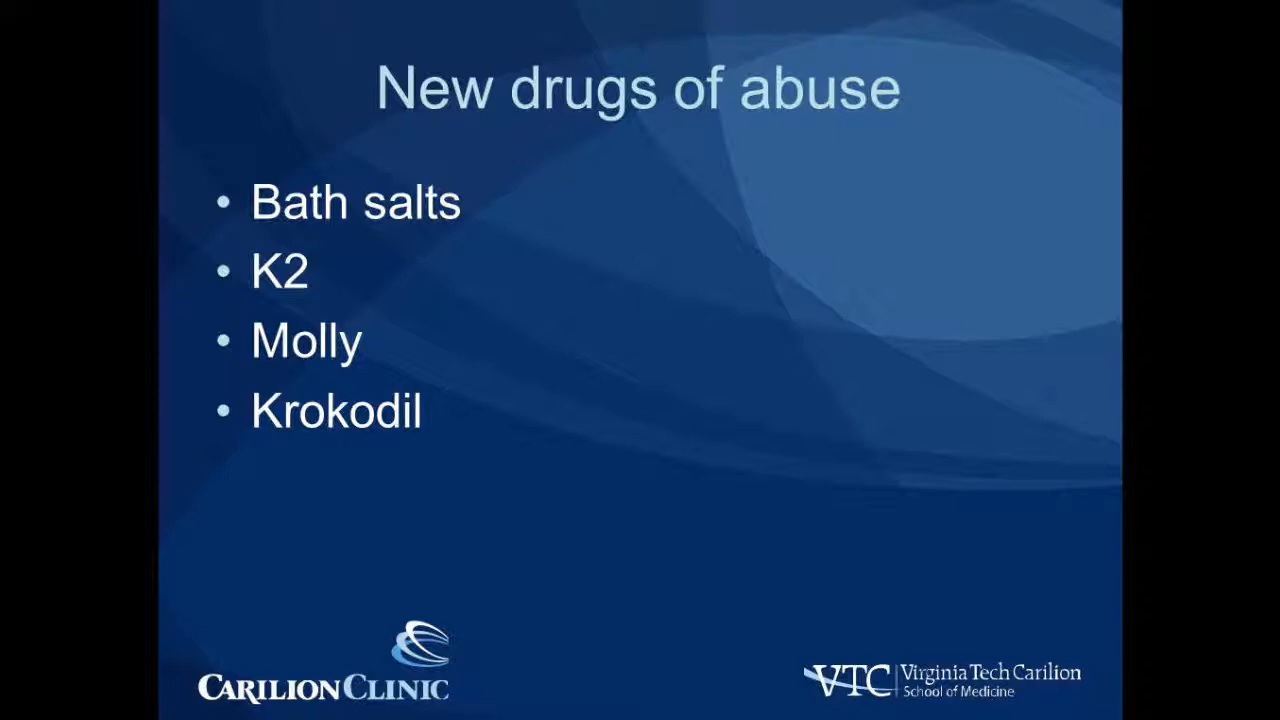 New drugs of abuse
• Bath salts
• K2
• Molly
• Krokodil
CARILION CLINIC
VTC Virginia Tech Carilion
School of Medicine